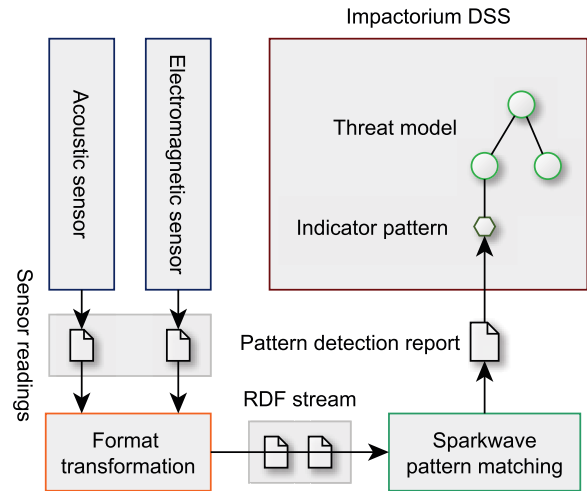 Impactorium DSS
Acoustic sensor
Electromagnetic sensor
Threat model
Indicator pattern
Sensor readings
Pattern detection report
RDF stream
Format
transformation
Sparkwave
pattern matching